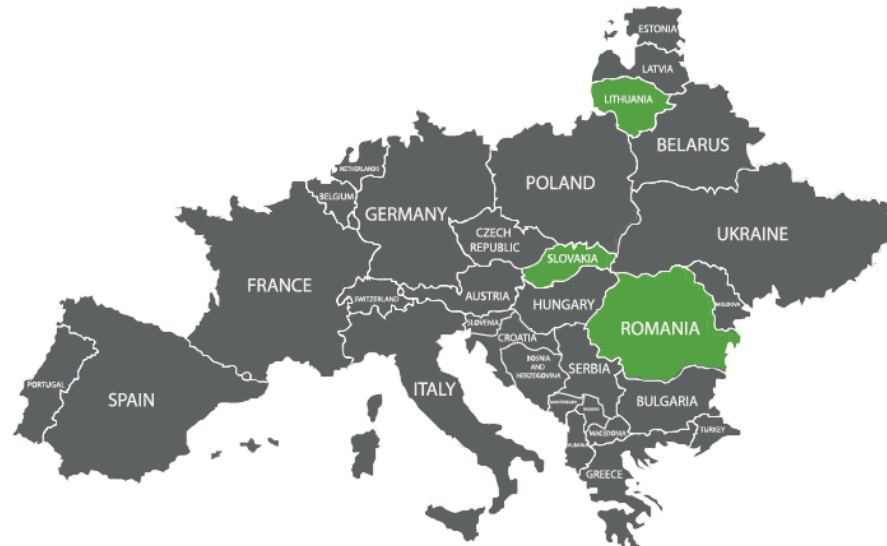 ESTONIA
LATVIA
LITHUANIA
BELARUS
NETHERLANDS
POLAND
BELGIUM
GERMANY
CZECH
REPUBLIC
UKRAINE
SLOVAKIA
FRANCE
SWITZERLAND
AUSTRIA
HUNGARY
MOLDOVA
SLOVENIA
ROMANIA
CROATIA
BOSNIA
AND
HERZEGOVINA
SERBIA
PORTUGAL
SPAIN
ITALY
BULGARIA
MACEDONIA
TURKEY
ALBANIA
GREECE